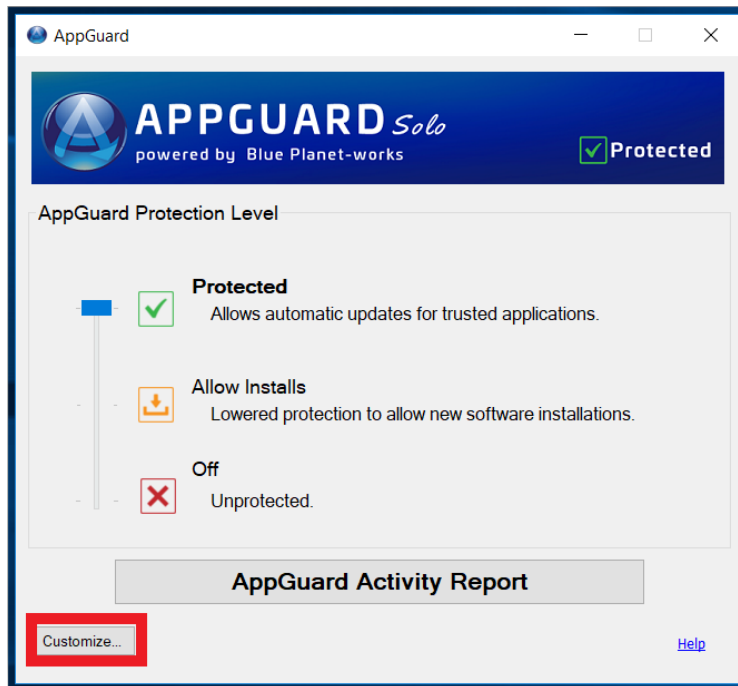 AppGuard
APPGUARD Solo
powered by Blue Planet-works
Protected
AppGuard Protection Level
Protected
Allows automatic updates for trusted applications.
Allow Installs
Lowered protection to allow new software installations.
Off
Unprotected.
AppGuard Activity Report
Customize...
Help